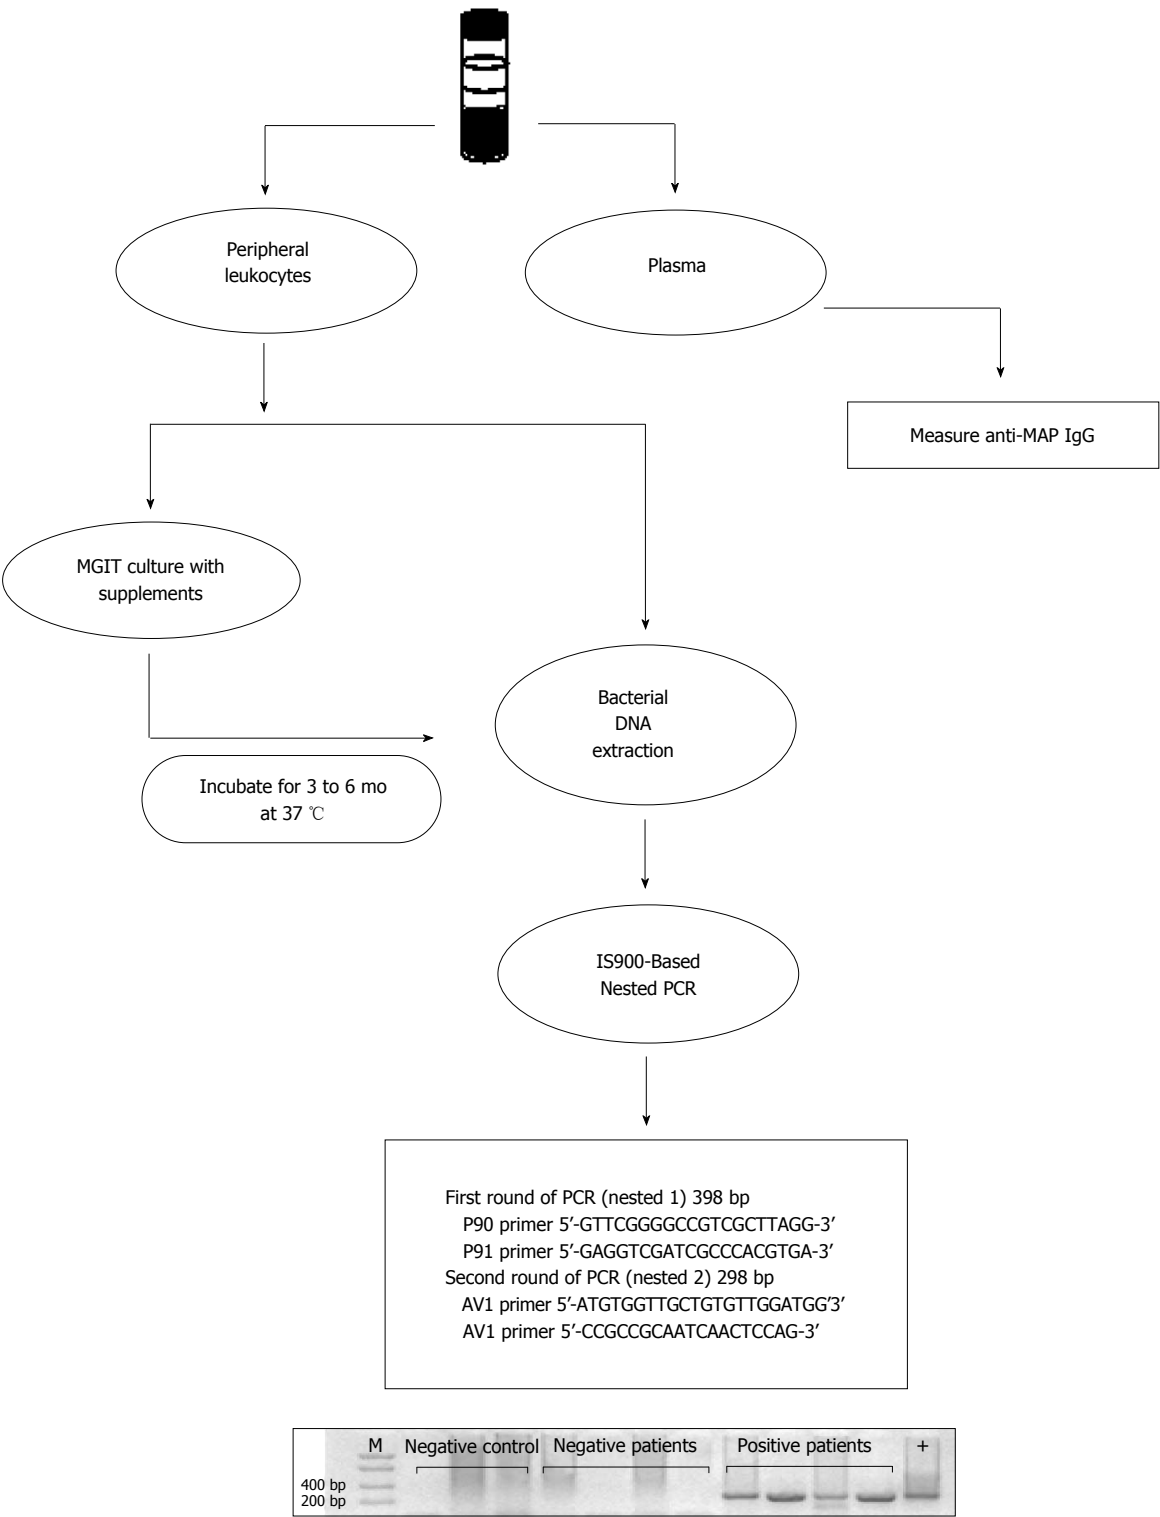 Peripheral
leukocytes
Plasma
Measure anti-MAP IgG
MGIT culture with
supplements
Bacterial
DNA
extraction
Incubate for 3 to 6 mo
at 37 ℃
IS900-Based
Nested PCR
First round of PCR (nested 1) 398 bp
P90 primer 5′-GTTCGGGGCCGTCGCTTAGG-3′
P91 primer 5′-GAGGTCGATCGCCCACGTGA-3′
Second round of PCR (nested 2) 298 bp
AV1 primer 5′-ATGTGGTTGCTGTGTTGGATGG′3′
AV1 primer 5′-CCGCCGCAATCAACTCCAG-3′
M Negative control Negative patients Positive patients +
400 bp
200 bp